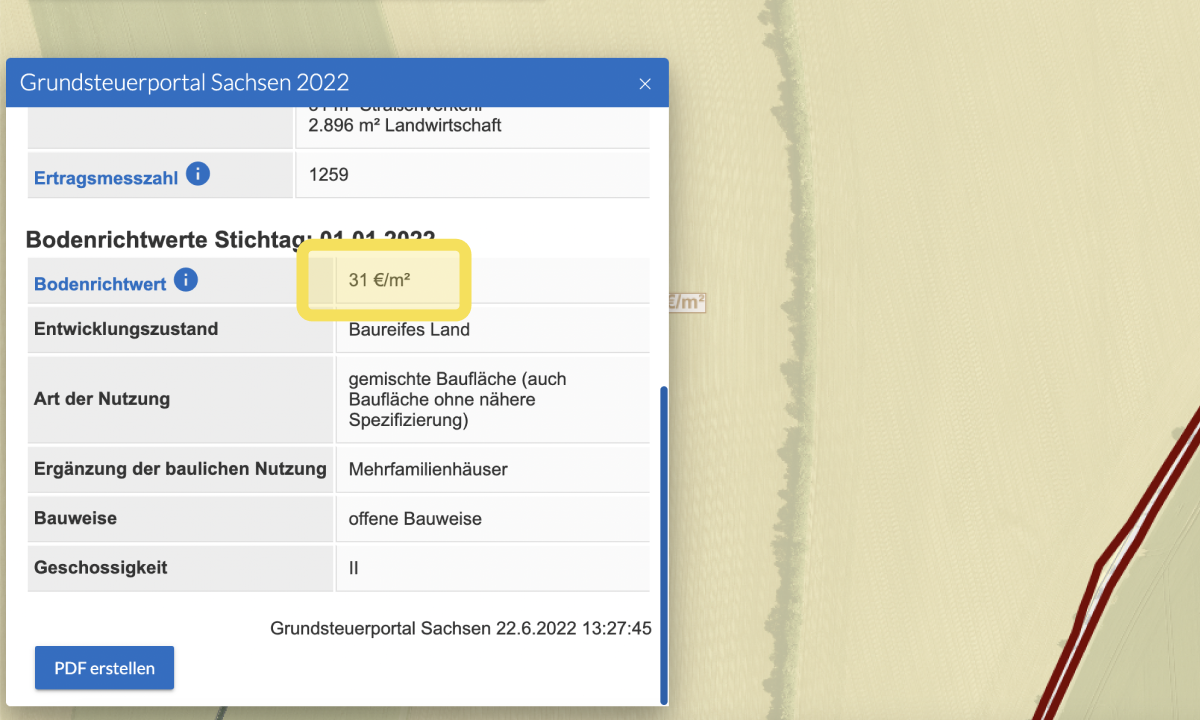 Grundsteuerportal Sachsen 2022
2.896 m² Landwirtschaft
Ertragsmesszahl i
1259
Bodenrichtwerte Stichtag: 01.01.2022
Bodenrichtwert i
31 €/m²
€/m²
Entwicklungszustand
Baureifes Land
Art der Nutzung
gemischte Baufläche (auch
Baufläche ohne nähere
Spezifizierung)
Ergänzung der baulichen Nutzung
Mehrfamilienhäuser
Bauweise
offene Bauweise
Geschossigkeit
II
Grundsteuerportal Sachsen 22.6.2022 13:27:45
PDF erstellen